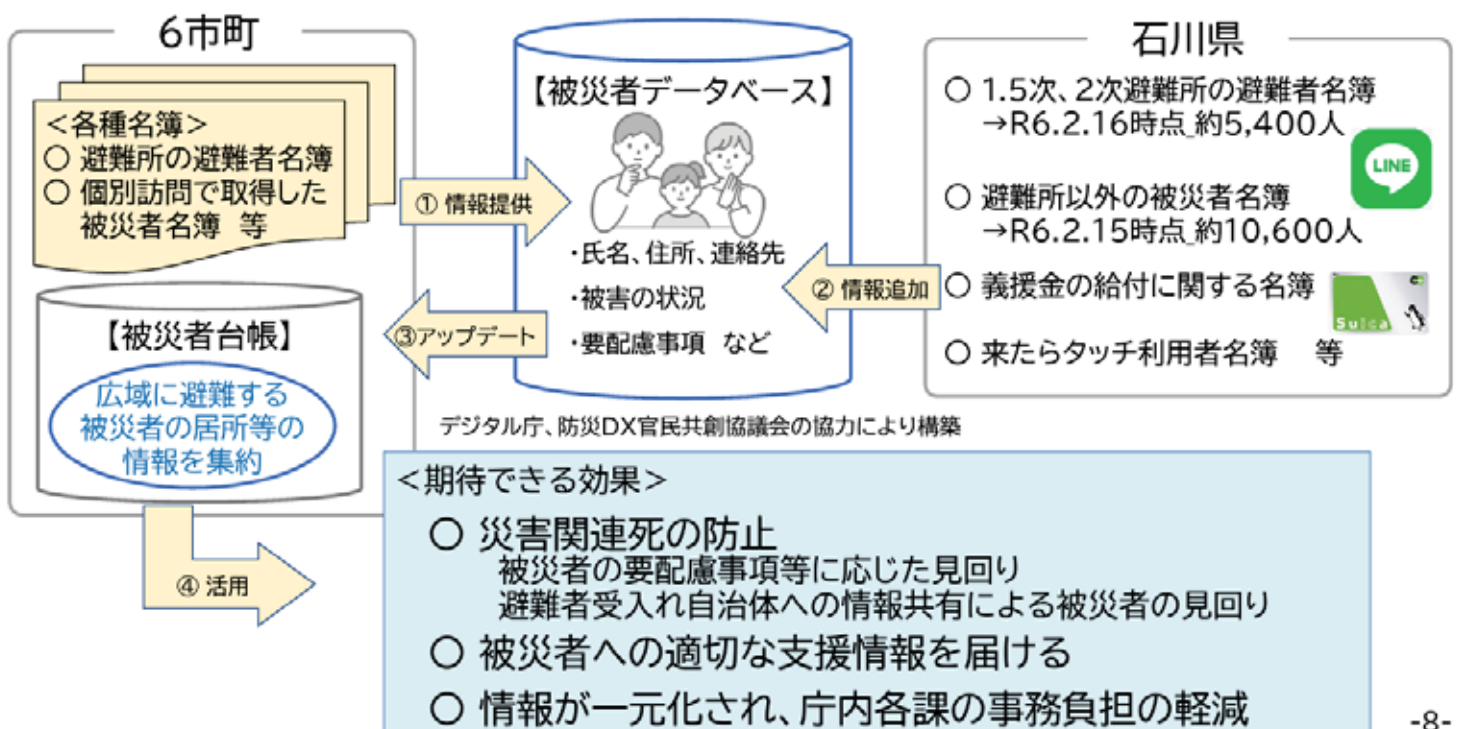 6市町
<各種名簿>
○ 避難所の避難者名簿
○ 個別訪問で取得した
被災者名簿 等
① 情報提供
【被災者データベース】
・氏名、住所、連絡先
・被害の状況
・要配慮事項 など
石川県
○ 1.5次、2次避難所の避難者名簿
→R6.2.16時点_約5,400人
LINE
○ 避難所以外の被災者名簿
→R6.2.15時点_約10,600人
② 情報追加
○ 義援金の給付に関する名簿
Suica
○ 来たらタッチ利用者名簿 等
③アップデート
【被災者台帳】
広域に避難する
被災者の居所等の
情報を集約
デジタル庁、防災DX官民共創協議会の協力により構築
④ 活用
<期待できる効果>
○ 災害関連死の防止
被災者の要配慮事項等に応じた見回り
避難者受入れ自治体への情報共有による被災者の見回り
○ 被災者への適切な支援情報を届ける
○ 情報が一元化され、庁内各課の事務負担の軽減
-8-